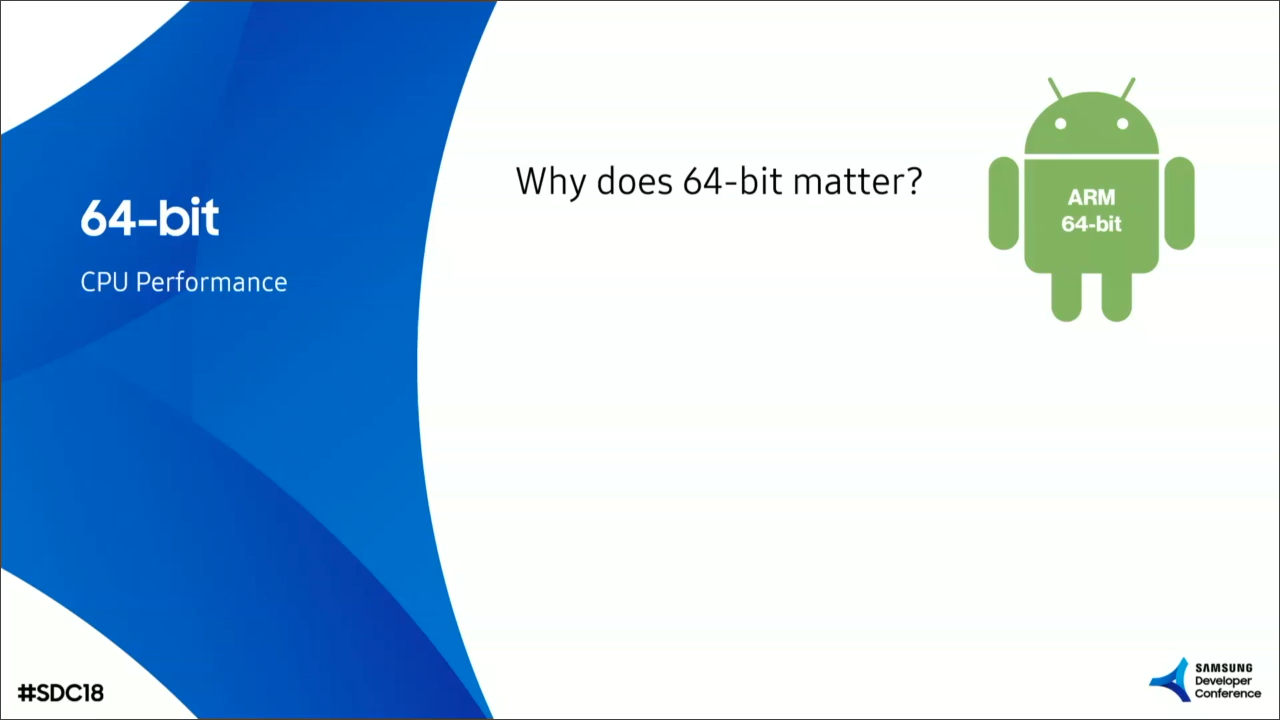 64-bit
CPU Performance
Why does 64-bit matter?
ARM
64-bit
#SDC18
SAMSUNG
Developer
Conference